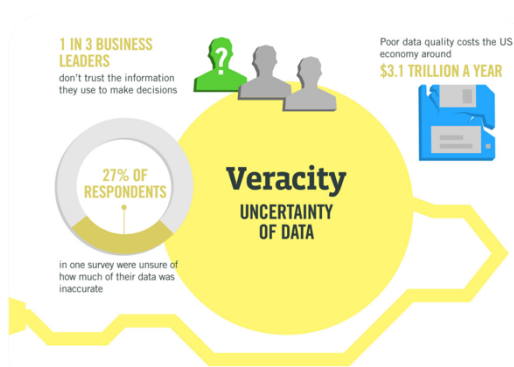 1 IN 3 BUSINESS
LEADERS
don't trust the information
they use to make decisions
?
Poor data quality costs the US
economy around
$3.1 TRILLION A YEAR
27% OF
RESPONDENTS
in one survey were unsure of
how much of their data was
inaccurate
Veracity
UNCERTAINTY
OF DATA